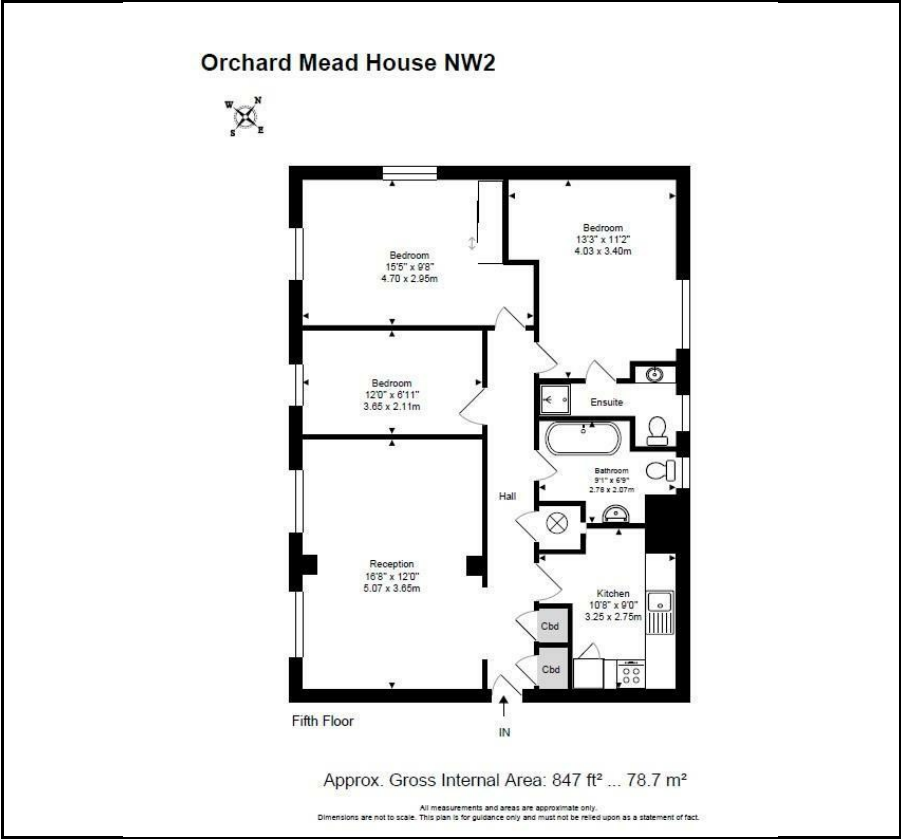 Orchard Mead House NW2
N
W
S
E
Bedroom
13'3" x 11'2"
4.03 x 3.40m
Bedroom
15'5" x 9'8"
4.70 x 2.95m
Bedroom
12'0" x 6'11"
3.65 x 2.11m
Ensuite
Bathroom
9'1" x 6'9"
2.78 x 2.07m
Hall
Reception
16'8" x 12'0"
5.07 x 3.65m
Kitchen
10'8" x 9'0"
3.25 x 2.75m
Cbd
Cbd
Fifth Floor
IN
Approx. Gross Internal Area: 847 ft² ... 78.7 m²
All measurements and areas are approximate only.
Dimensions are not to scale. This plan is for guidance only and must not be relied upon as a statement of fact.